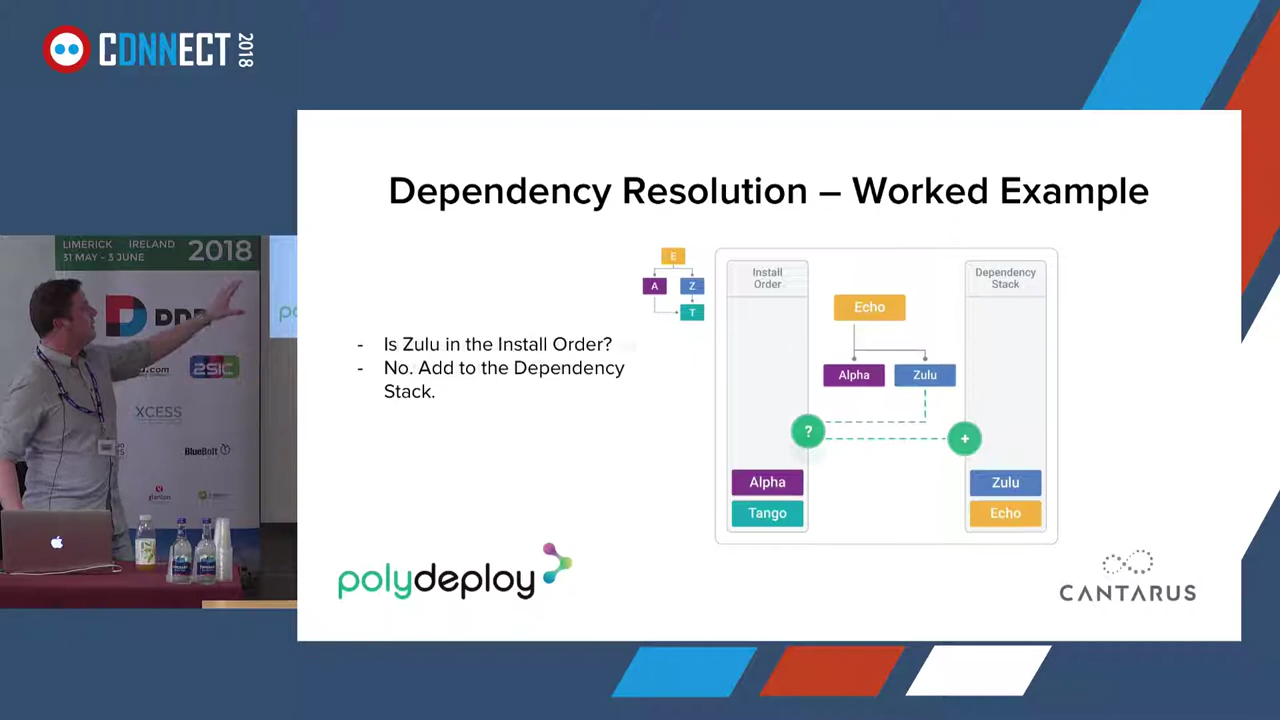 CDNNECT 2018
LIMERICK IRELAND
31 MAY - 3 JUNE
2018
2SIC
XCESS
BlueBolt
Dependency Resolution – Worked Example
- Is Zulu in the Install Order?
- No. Add to the Dependency
Stack.
E
A
Z
T
Install
Order
Echo
Alpha
Zulu
?
+
Alpha
Tango
Dependency
Stack
Zulu
Echo
polydeploy
CANTARUS